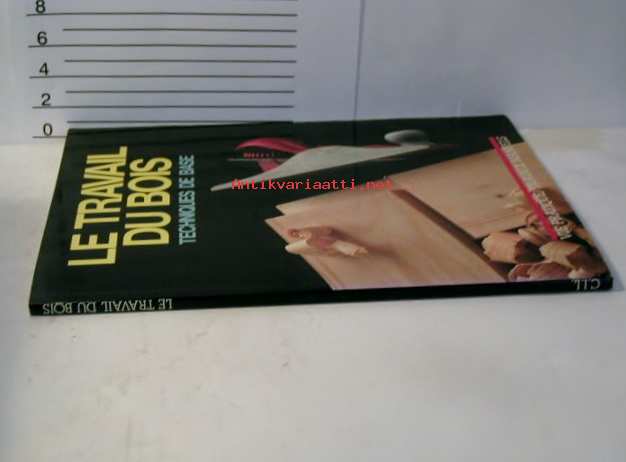 8
6
4
2
0
LE TRAVAIL
DU BOIS
TECHNIQUES DE BASE
Antikvariaatti.net
LE TRAVAIL DU BOIS
C.I.L.